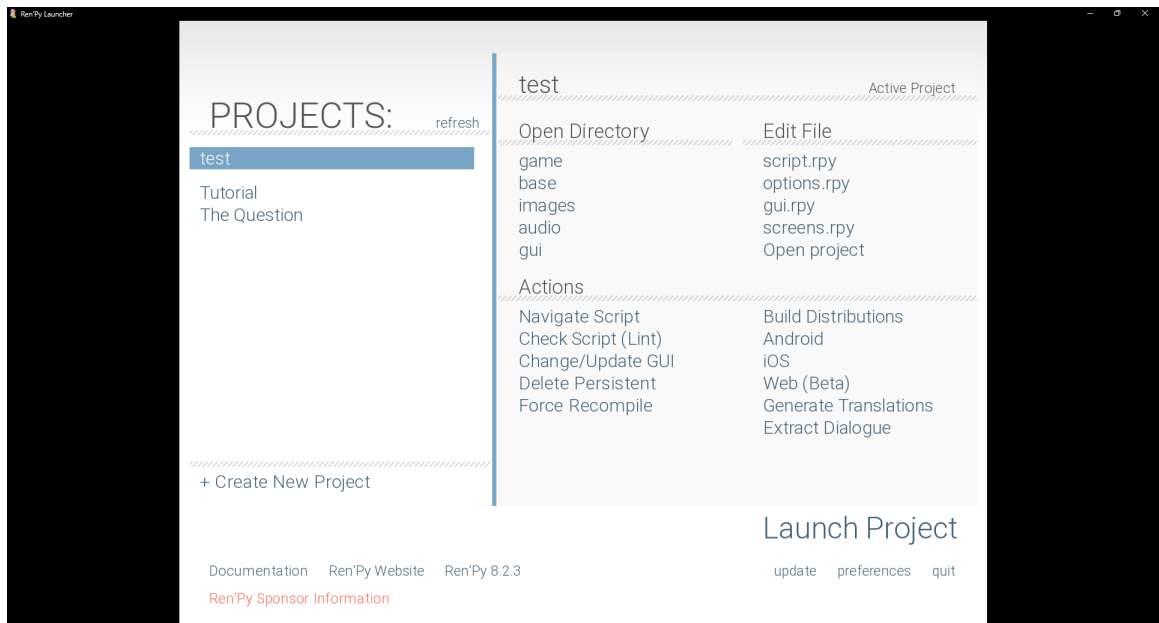 Ren'Py Launcher
PROJECTS:
refresh
test
Tutorial
The Question
+ Create New Project
test
Active Project
Open Directory
game
base
images
audio
gui
Edit File
script.rpy
options.rpy
gui.rpy
screens.rpy
Open project
Actions
Navigate Script
Check Script (Lint)
Change/Update GUI
Delete Persistent
Force Recompile
Build Distributions
Android
iOS
Web (Beta)
Generate Translations
Extract Dialogue
Launch Project
Documentation Ren'Py Website Ren'Py 8.2.3
update preferences quit
Ren'Py Sponsor Information